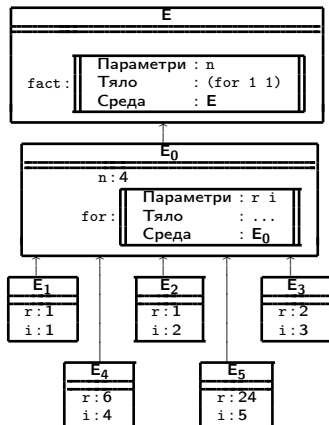 E
Параметри : n
fact : Тяло : (for 1 1)
Среда : E
E₀
n : 4
Параметри : r i
for : Тяло : ...
Среда : E₀
E₁ E₂ E₃
r : 1 r : 1 r : 2
i : 1 i : 2 i : 3
E₄ E₅
r : 6 r : 24
i : 4 i : 5